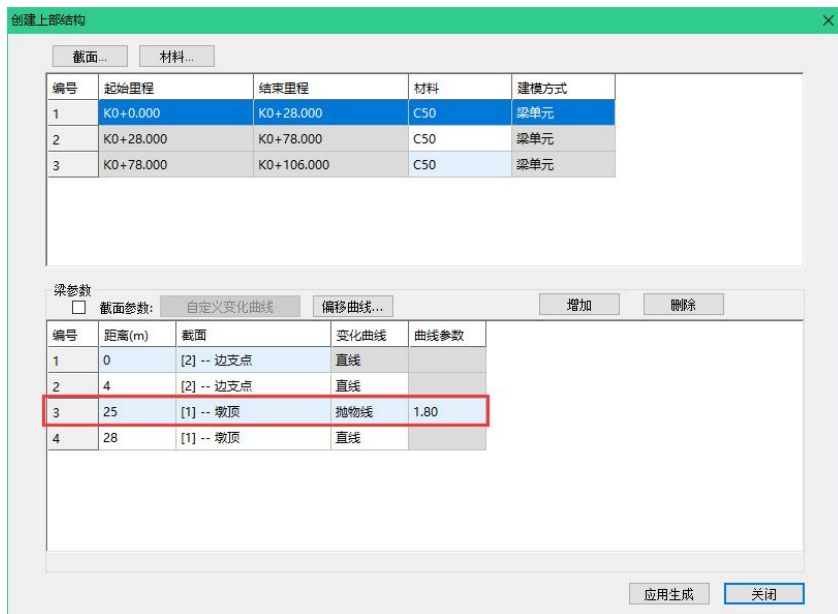 创建上部结构
截面... 材料...
编号 起始里程 结束里程 材料 建模方式
1 K0+0.000 K0+28.000 C50 梁单元
2 K0+28.000 K0+78.000 C50 梁单元
3 K0+78.000 K0+106.000 C50 梁单元
梁参数
截面参数: 自定义变化曲线 偏移曲线... 增加 删除
编号 距离(m) 截面 变化曲线 曲线参数
1 0 [2] -- 边支点 直线
2 4 [2] -- 边支点 直线
3 25 [1] -- 墩顶 抛物线 1.80
4 28 [1] -- 墩顶 直线
应用生成 关闭